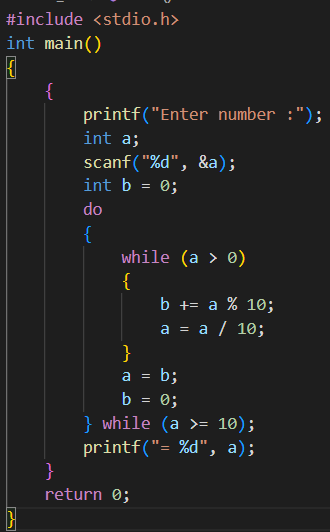 #include <stdio.h>
int main()
{
    {
        printf("Enter number :");
        int a;
        scanf("%d", &a);
        int b = 0;
        do
        {
            while (a > 0)
            {
                b += a % 10;
                a = a / 10;
            }
            a = b;
            b = 0;
        } while (a >= 10);
        printf("= %d", a);
    }
    return 0;
}